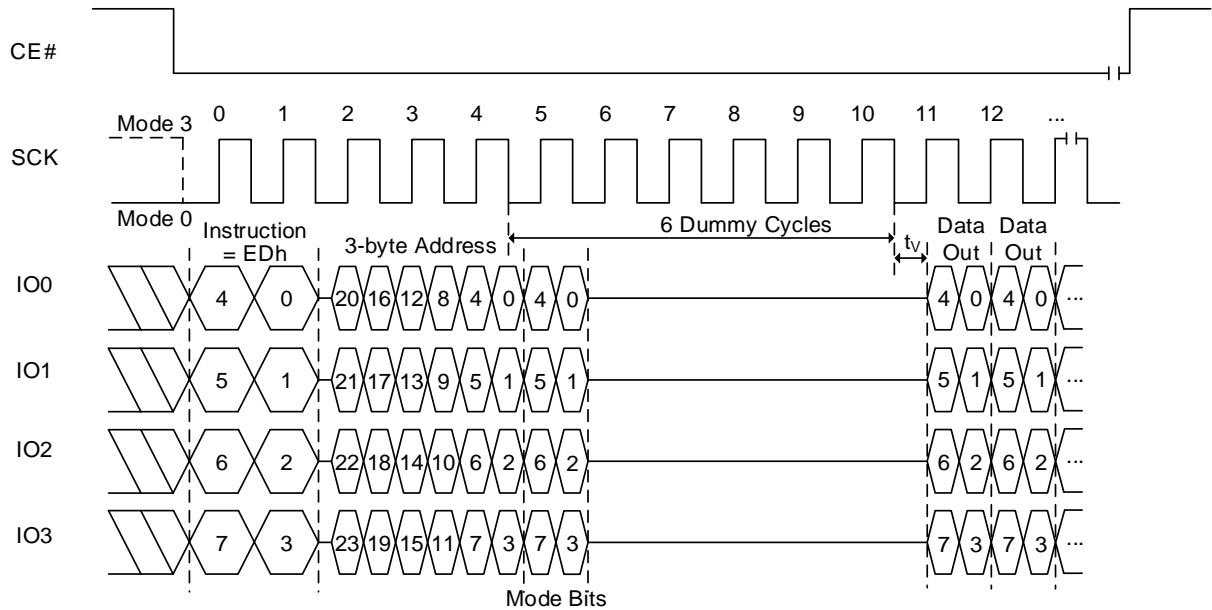 CE#
0 1 2 3 4 5 6 7 8 9 10 11 12 ...
Mode 3
SCK
Mode 0
Instruction
= EDh
3-byte Address
6 Dummy Cycles
tV
Data
Out
Data
Out
IO0 4 0 20 16 12 8 4 0 4 0 4 0 4 0 ...
IO1 5 1 21 17 13 9 5 1 5 1 5 1 5 1 ...
IO2 6 2 22 18 14 10 6 2 6 2 6 2 6 2 ...
IO3 7 3 23 19 15 11 7 3 7 3 7 3 7 3 ...
Mode Bits